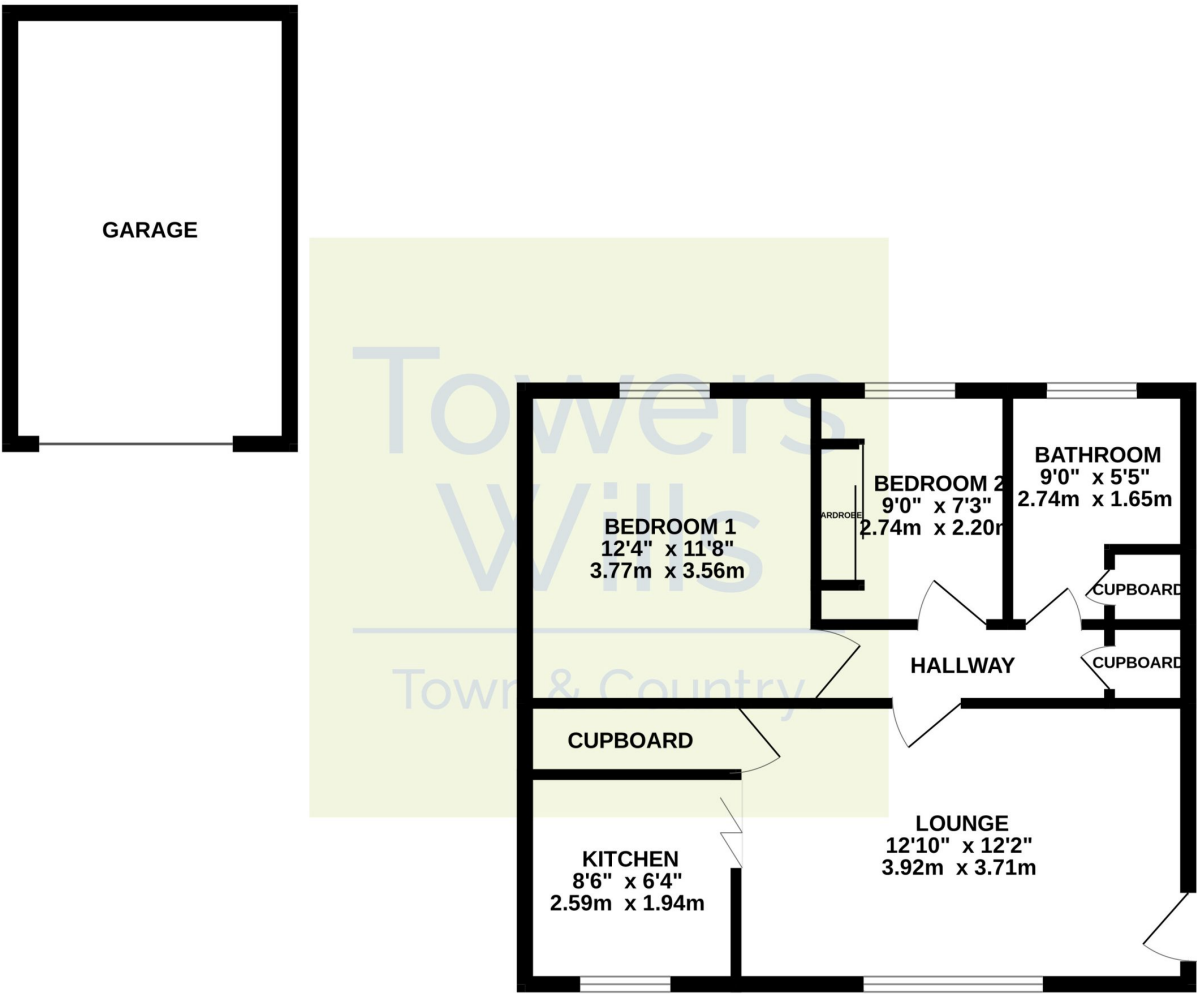 GARAGE
Towers
Wills
Town & Country
BEDROOM 1
12'4" x 11'8"
3.77m x 3.56m
ARDROBE
BEDROOM 2
9'0" x 7'3"
2.74m x 2.20m
BATHROOM
9'0" x 5'5"
2.74m x 1.65m
CUPBOARD
CUPBOARD
HALLWAY
CUPBOARD
KITCHEN
8'6" x 6'4"
2.59m x 1.94m
LOUNGE
12'10" x 12'2"
3.92m x 3.71m